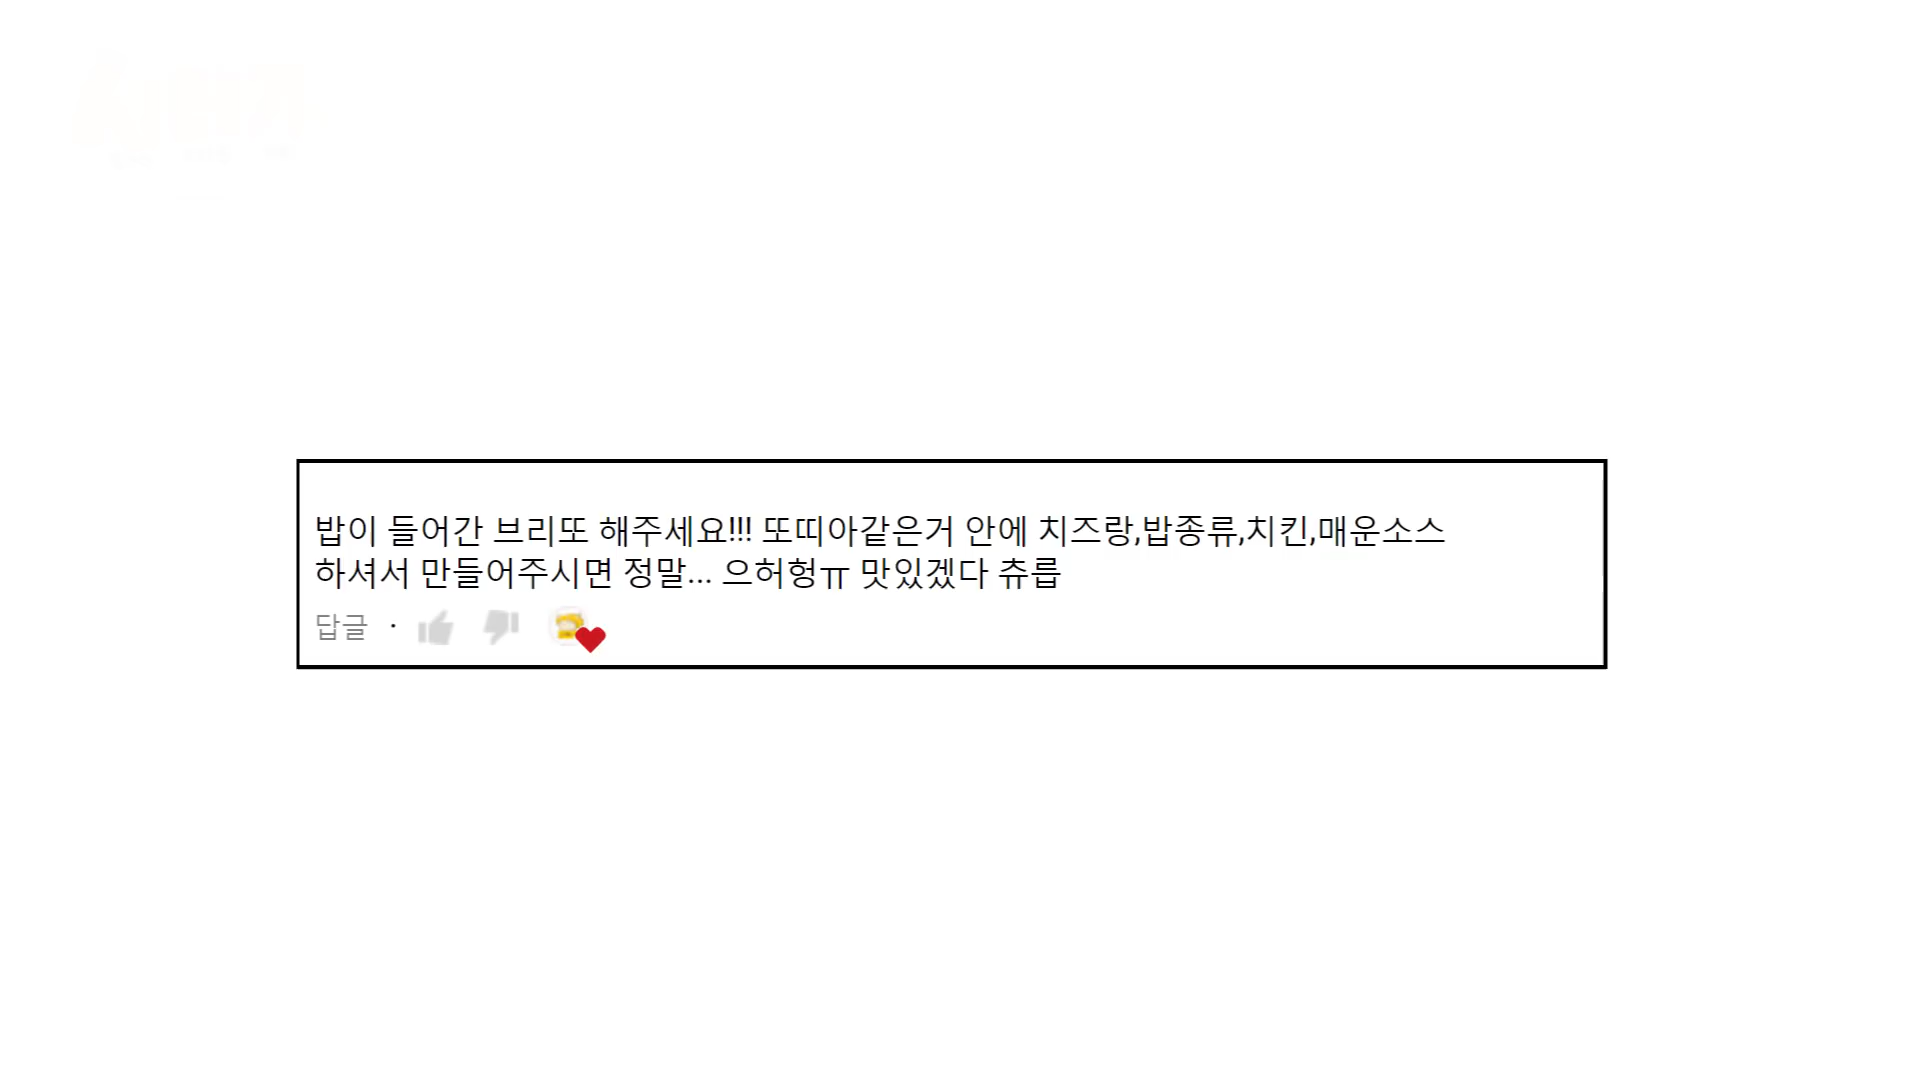 밥이 들어간 브리또 해주세요!!! 또띠아같은거 안에 치즈랑,밥종류,치킨,매운소스
하셔서 만들어주시면 정말... 으허헝ㅠ 맛있겠다 츄릅
답글 ·